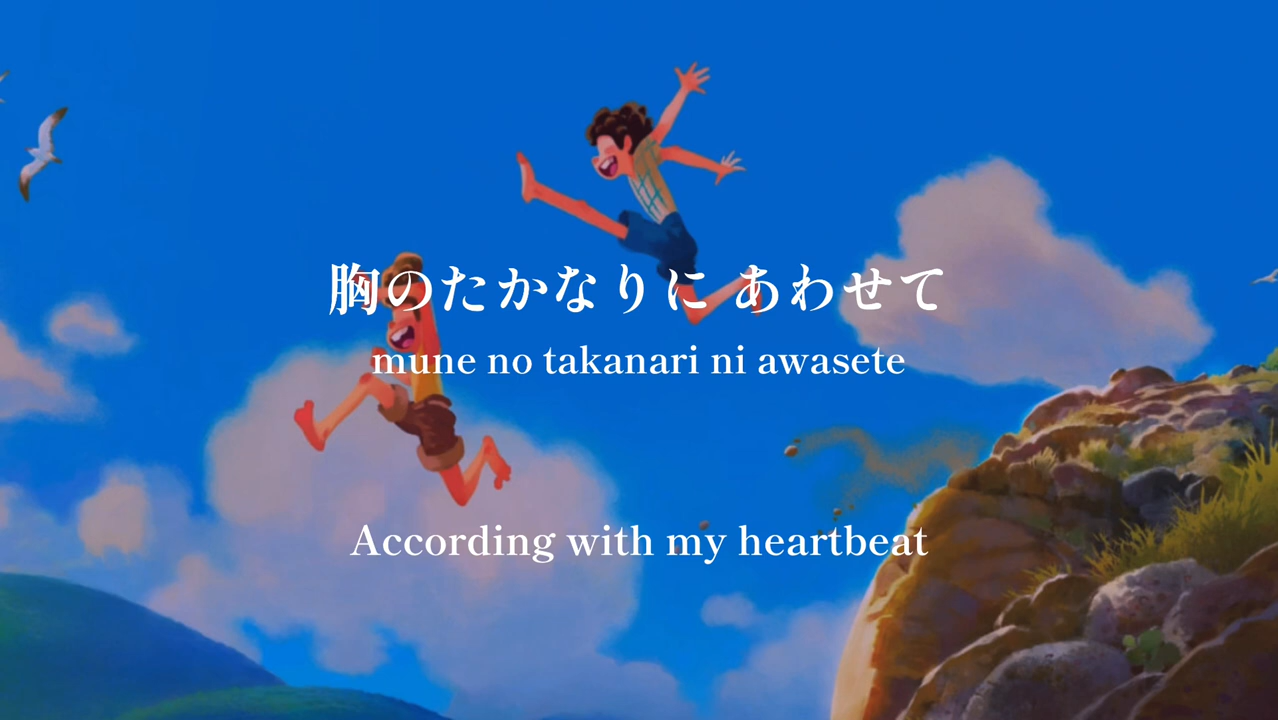 胸のたかなりに あわせて
mune no takanari ni awasete
According with my heartbeat